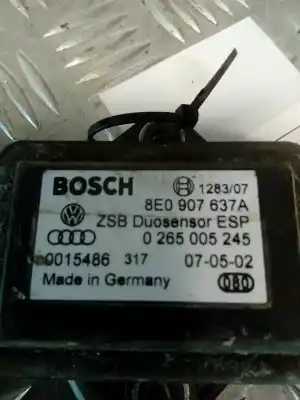 BOSCH 1283/07
8E0 907 637A
ZSB Duosensor ESP
0 265 005 245
0015486 317 07-05-02
Made in Germany 080